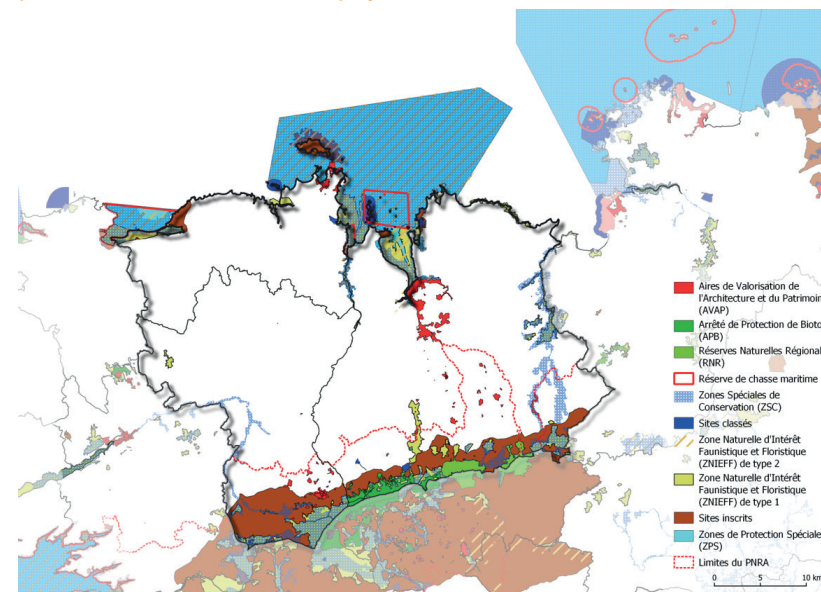 Aires de Valorisation de
l'Architecture et du Patrimoin
(AVAP)
Arrêté de Protection de Bioto
(APB)
Réserves Naturelles Régional
(RNR)
Réserve de chasse maritime
Zones Spéciales de
Conservation (ZSC)
Sites classés
Zone Naturelle d'Intérêt
Faunistique et Floristique
(ZNIEFF) de type 2
Zone Naturelle d'Intérêt
Faunistique et Floristique
(ZNIEFF) de type 1
Sites inscrits
Zones de Protection Spéciale
(ZPS)
Limites du PNRA
0 5 10 km